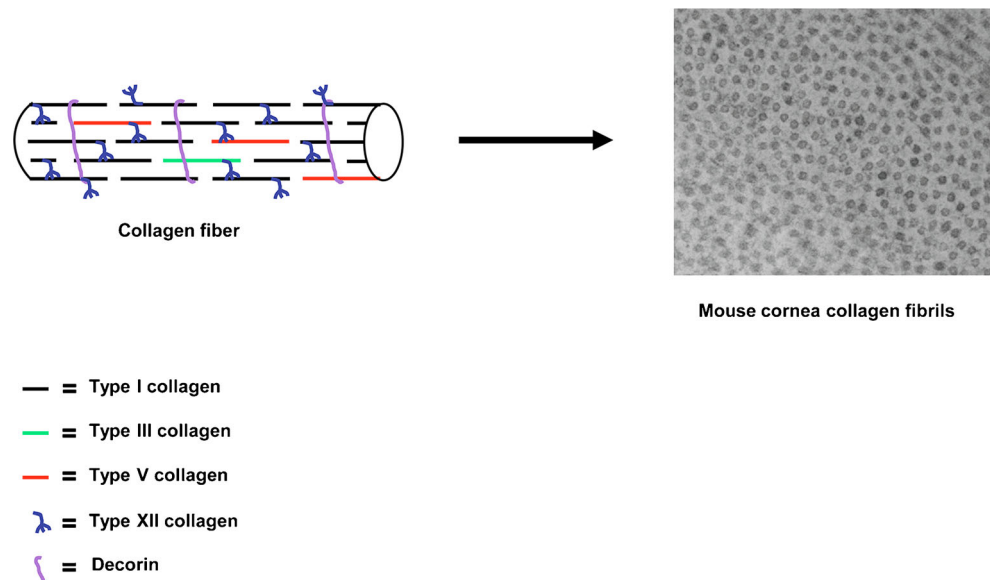 Collagen fiber
Mouse cornea collagen fibrils
= Type I collagen
= Type III collagen
= Type V collagen
= Type XII collagen
= Decorin